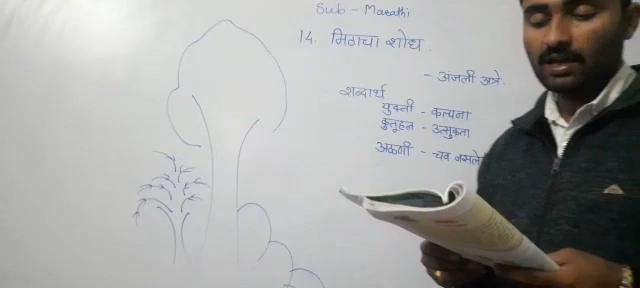 Sub - Marathi
14. मिठाचा शोध.
- अंजली अत्रे.
शब्दार्थ
युक्ती - कल्पना
कुतूहल - उत्सुकता
अळणी - चव नसले